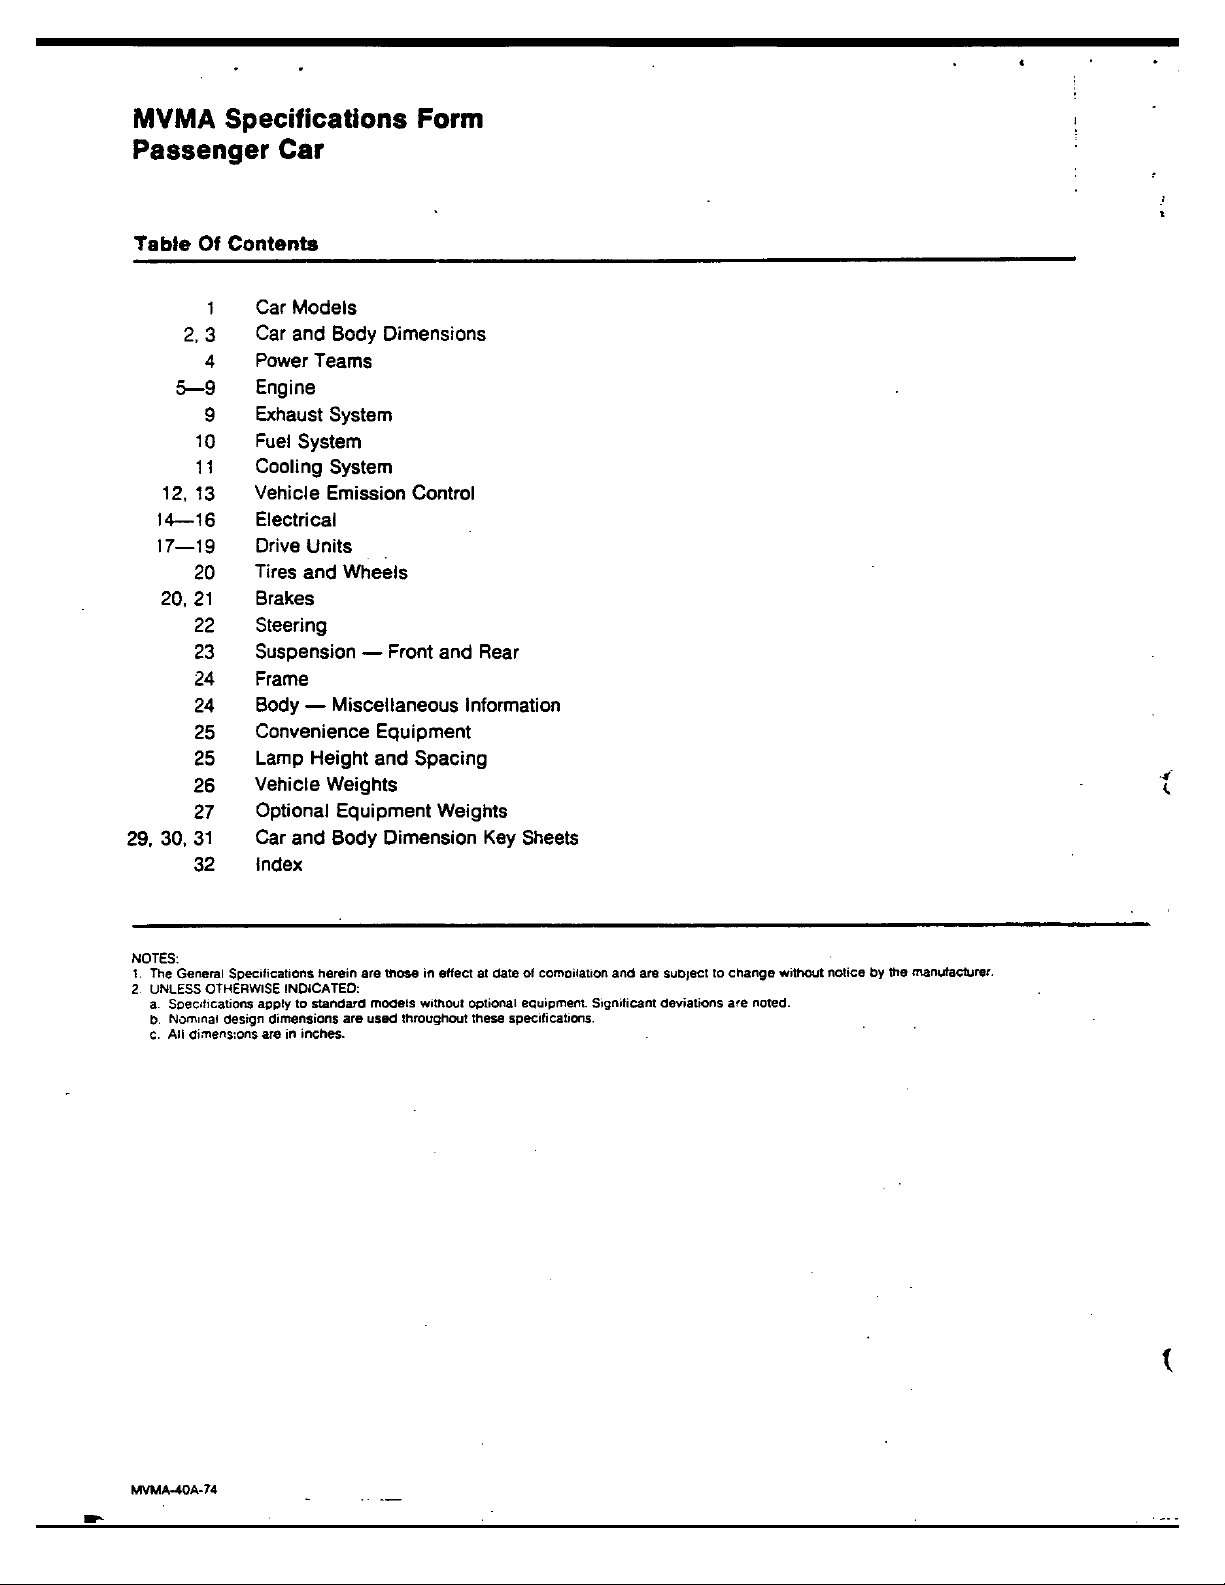 MVMA Specifications Form
Passenger Car
Table Of Contents
1 Car Models
2, 3 Car and Body Dimensions
4 Power Teams
5—9 Engine
9 Exhaust System
10 Fuel System
11 Cooling System
12, 13 Vehicle Emission Control
14—16 Electrical
17—19 Drive Units
20 Tires and Wheels
20, 21 Brakes
22 Steering
23 Suspension — Front and Rear
24 Frame
24 Body — Miscellaneous Information
25 Convenience Equipment
25 Lamp Height and Spacing
26 Vehicle Weights
27 Optional Equipment Weights
29, 30, 31 Car and Body Dimension Key Sheets
32 Index
NOTES:
1. The General Specifications herein are those in effect at date of compilation and are subject to change without notice by the manufacturer.
2. UNLESS OTHERWISE INDICATED:
a. Specifications apply to standard models without optional equipment. Significant deviations are noted.
b. Nominal design dimensions are used throughout these specifications.
c. All dimensions are in inches.
MVMA-40A-74